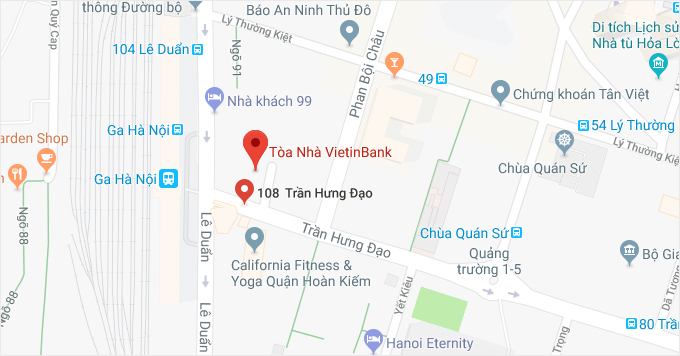 thông Đường bộ
Báo An Ninh Thủ Đô
Lý Thường Kiệt
Di tích Lịch sử
Nhà tù Hỏa Lò
104 Lê Duẩn
Ngõ 91
Phan Bội Châu
49
Chứng khoán Tân Việt
Nhà khách 99
Ga Hà Nội
54 Lý Thường
Lý Thường Kiệt
arden Shop
Tòa Nhà VietinBank
Chùa Quán Sứ
Ga Hà Nội
108 Trần Hưng Đạo
Ngõ 88
Lê Duẩn
Trần Hưng Đạo
Chùa Quán Sứ
Quảng
trường 1-5
Bộ Gia
California Fitness &
Yoga Quận Hoàn Kiếm
Yết Kiêu
Dã Tượng
Lê Duẩn
80 Trần
Hanoi Eternity
Trọng
õ 88
n Quý Cap